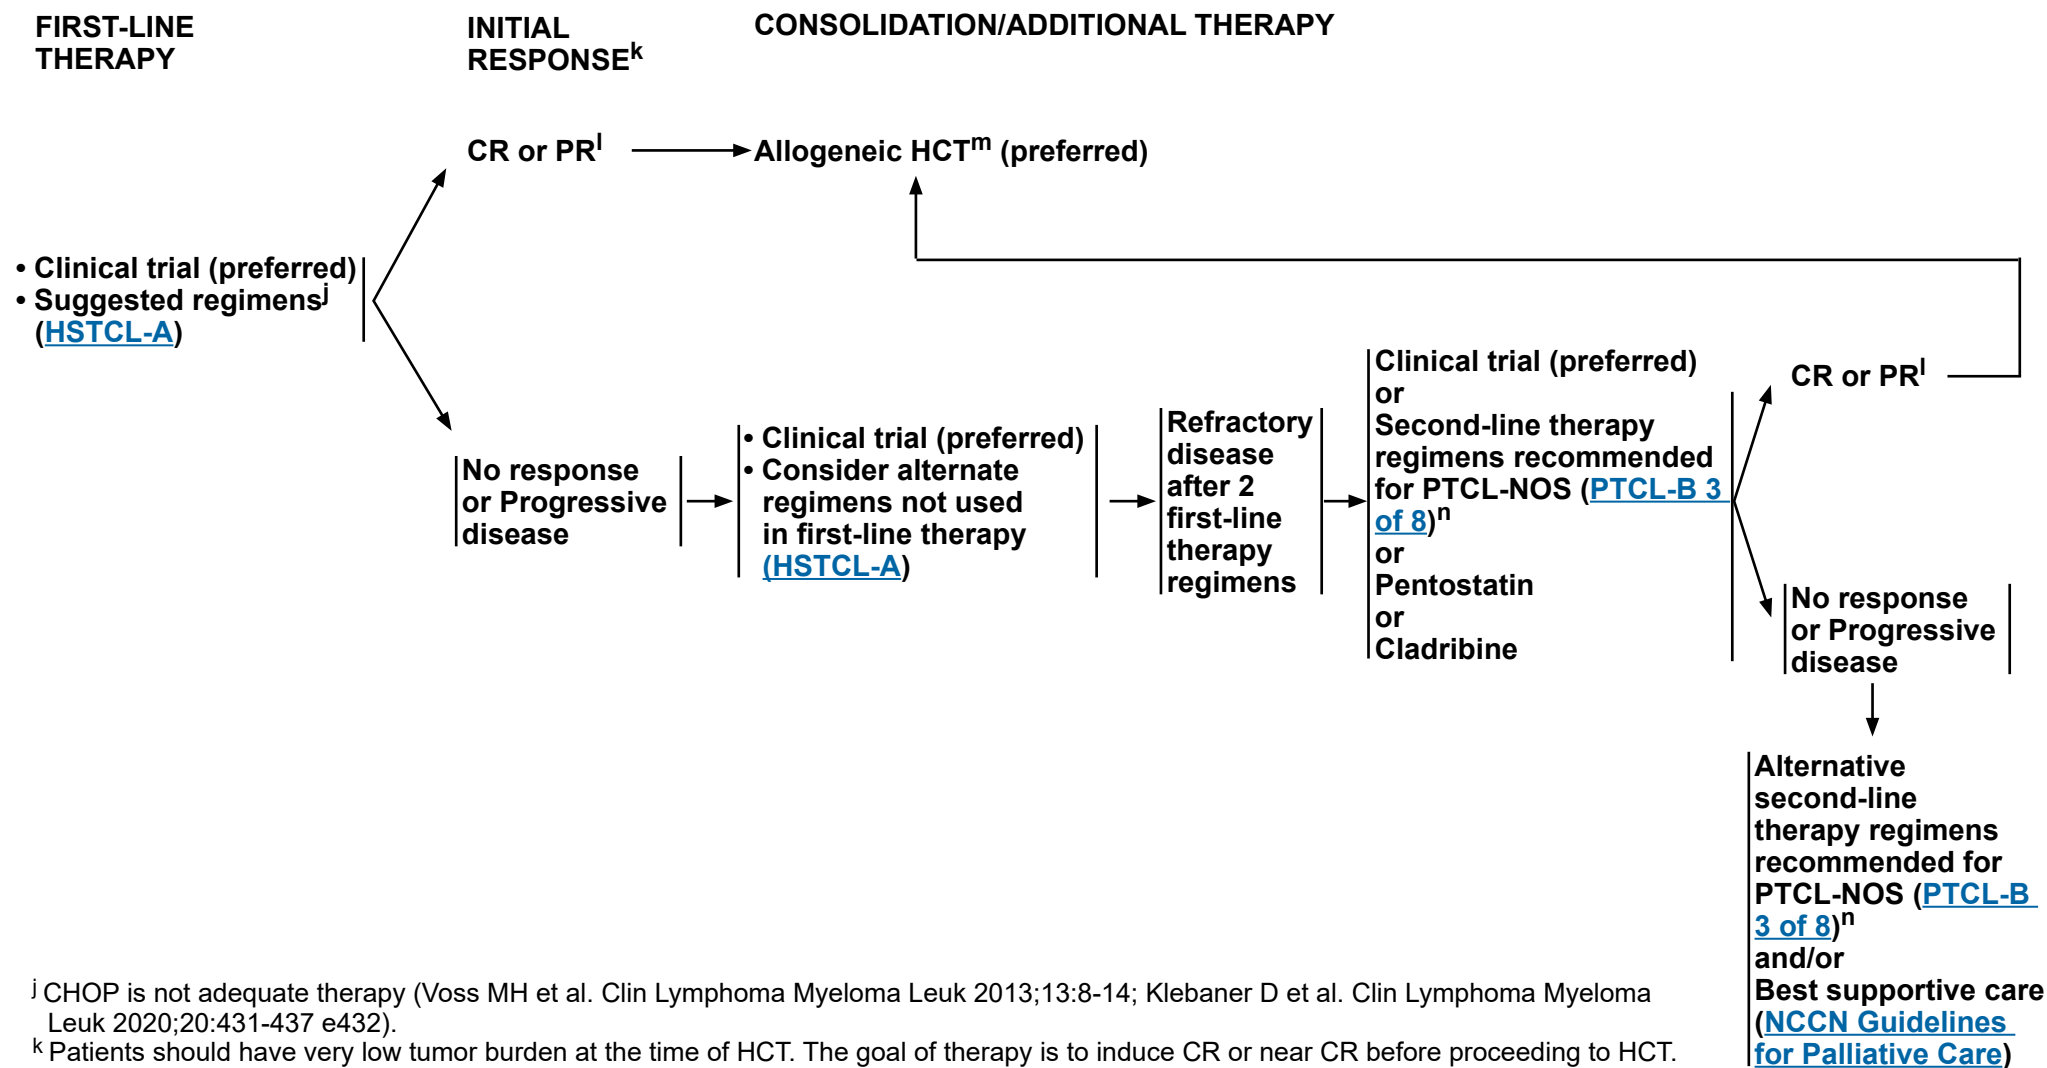 FIRST-LINE
THERAPY
INITIAL
RESPONSEk
CONSOLIDATION/ADDITIONAL THERAPY
CR or PRl
Allogeneic HCTm (preferred)
• Clinical trial (preferred)
• Suggested regimensj
(HSTCL-A)
No response
or Progressive
disease
• Clinical trial (preferred)
• Consider alternate
regimens not used
in first-line therapy
(HSTCL-A)
Refractory
disease
after 2
first-line
therapy
regimens
Clinical trial (preferred)
or
Second-line therapy
regimens recommended
for PTCL-NOS (PTCL-B 3
of 8)n
or
Pentostatin
or
Cladribine
CR or PRl
No response
or Progressive
disease
Alternative
second-line
therapy regimens
recommended for
PTCL-NOS (PTCL-B
3 of 8)n
and/or
Best supportive care
(NCCN Guidelines
for Palliative Care)
j CHOP is not adequate therapy (Voss MH et al. Clin Lymphoma Myeloma Leuk 2013;13:8-14; Klebaner D et al. Clin Lymphoma Myeloma
Leuk 2020;20:431-437 e432).
k Patients should have very low tumor burden at the time of HCT. The goal of therapy is to induce CR or near CR before proceeding to HCT.